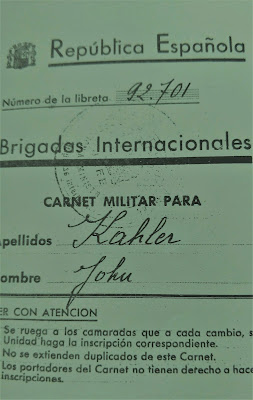 República Española
Número de la libreta 92.701
Brigadas Internacionales
CARNET MILITAR PARA
Apellidos Kahler
Nombre John
ER CON ATENCION
Se ruega a los camaradas que a cada cambio, s
Unidad haga la inscripción correspondiente.
No se extienden duplicados de este Carnet.
Los portadores del Carnet no tienen derecho a hace
inscripciones.